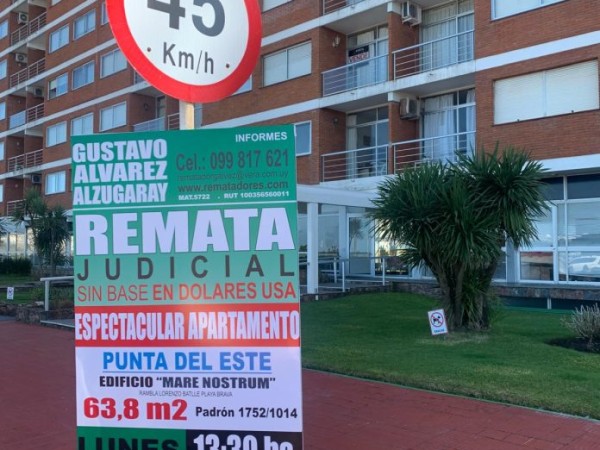 45
Km/h
INFORMES
GUSTAVO
ALVAREZ
ALZUGARAY
Cel.: 099 817 621
www.rematadores.com
MAT.5722 . RUT 100356560011
REMATA
JUDICIAL
SIN BASE EN DOLARES USA
ESPECTACULAR APARTAMENTO
PUNTA DEL ESTE
EDIFICIO "MARE NOSTRUM"
RAMBLA LORENZO BATLLE PLAYA BRAVA
63,8 m2 Padrón 1752/1014
LUNES 13:30 hs
VENDO